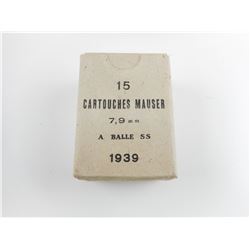 15
CARTOUCHES MAUSER
7,9 mm
A BALLE SS
1939